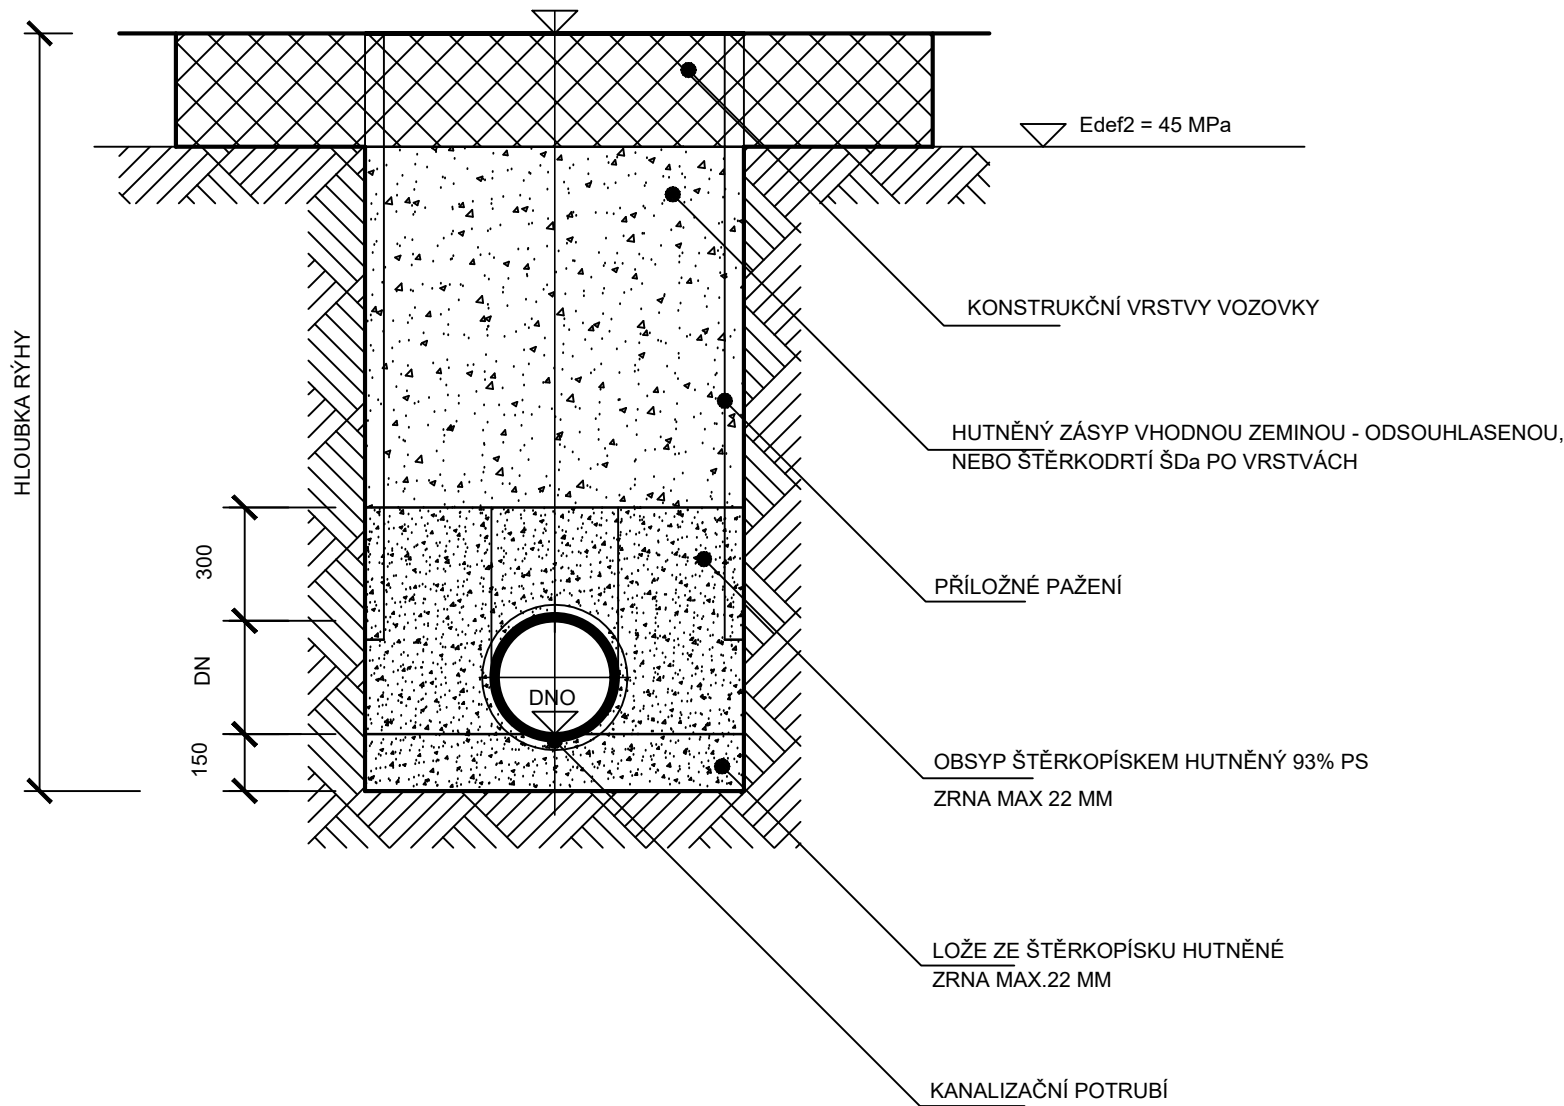 Edef2 = 45 MPa
KONSTRUKČNÍ VRSTVY VOZOVKY
HUTNĚNÝ ZÁSYP VHODNOU ZEMINOU - ODSOUHLASENOU,
NEBO ŠTĚRKODRTÍ ŠDa PO VRSTVÁCH
PŘÍLOŽNÉ PAŽENÍ
OBSYP ŠTĚRKOPÍSKEM HUTNĚNÝ 93% PS
ZRNA MAX 22 MM
LOŽE ZE ŠTĚRKOPÍSKU HUTNĚNÉ
ZRNA MAX.22 MM
KANALIZAČNÍ POTRUBÍ
HLOUBKA RÝHY
300
DN
150
DNO